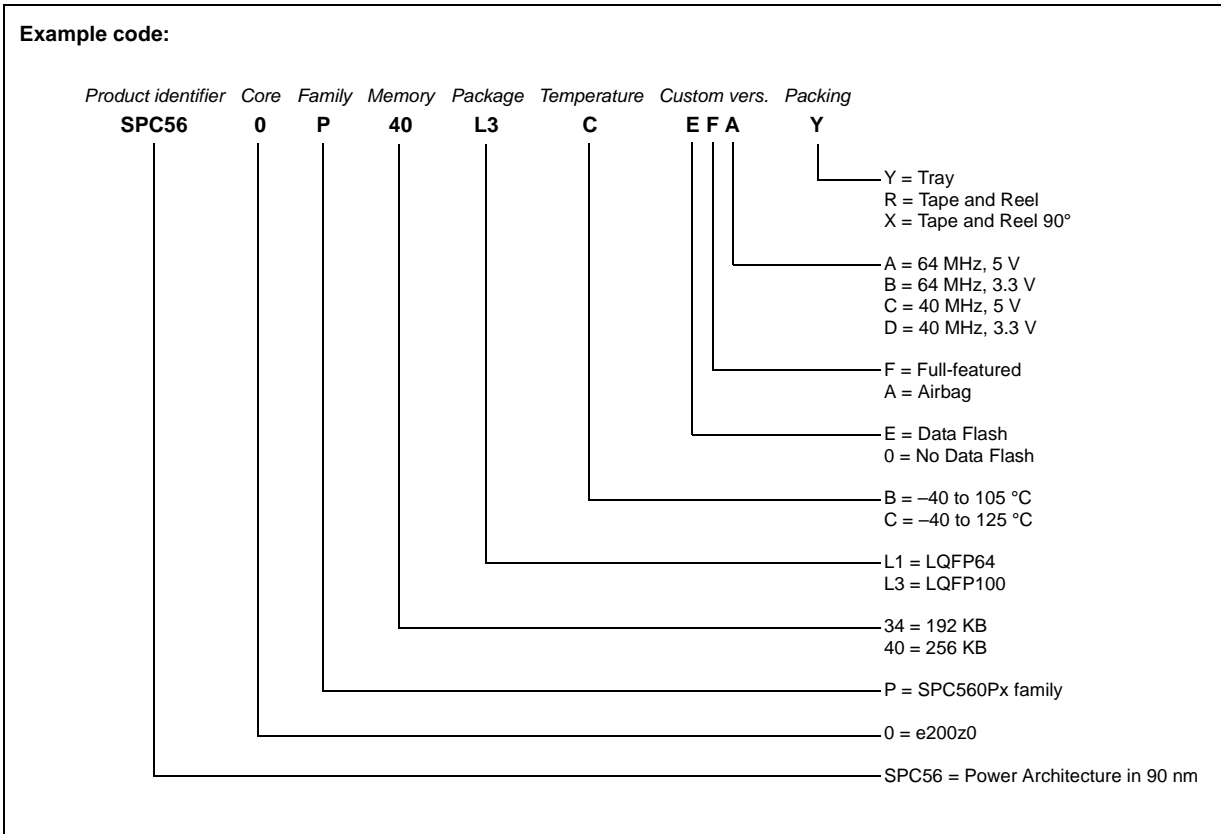 Example code:
Product identifier Core Family Memory Package Temperature Custom vers. Packing
SPC56 0 P 40 L3 C E F A Y
Y = Tray
R = Tape and Reel
X = Tape and Reel 90°
A = 64 MHz, 5 V
B = 64 MHz, 3.3 V
C = 40 MHz, 5 V
D = 40 MHz, 3.3 V
F = Full-featured
A = Airbag
E = Data Flash
0 = No Data Flash
B = –40 to 105 °C
C = –40 to 125 °C
L1 = LQFP64
L3 = LQFP100
34 = 192 KB
40 = 256 KB
P = SPC560Px family
0 = e200z0
SPC56 = Power Architecture in 90 nm